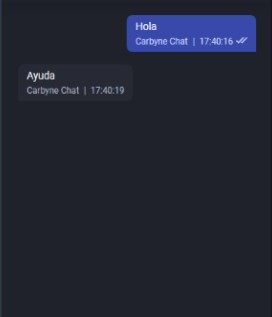 Hola
Carbyne Chat | 17:40:16
Ayuda
Carbyne Chat | 17:40:19